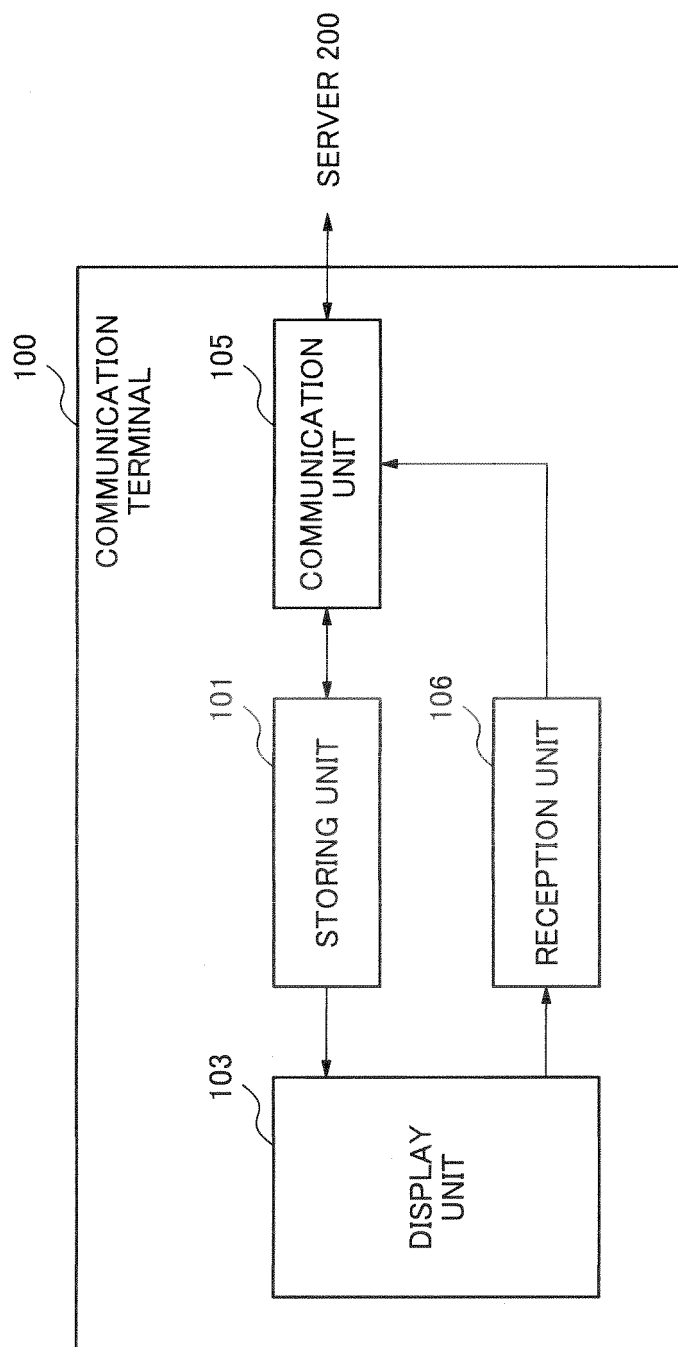 100
COMMUNICATION
TERMINAL
103
DISPLAY
UNIT
101
STORING UNIT
105
COMMUNICATION
UNIT
SERVER 200
106
RECEPTION UNIT